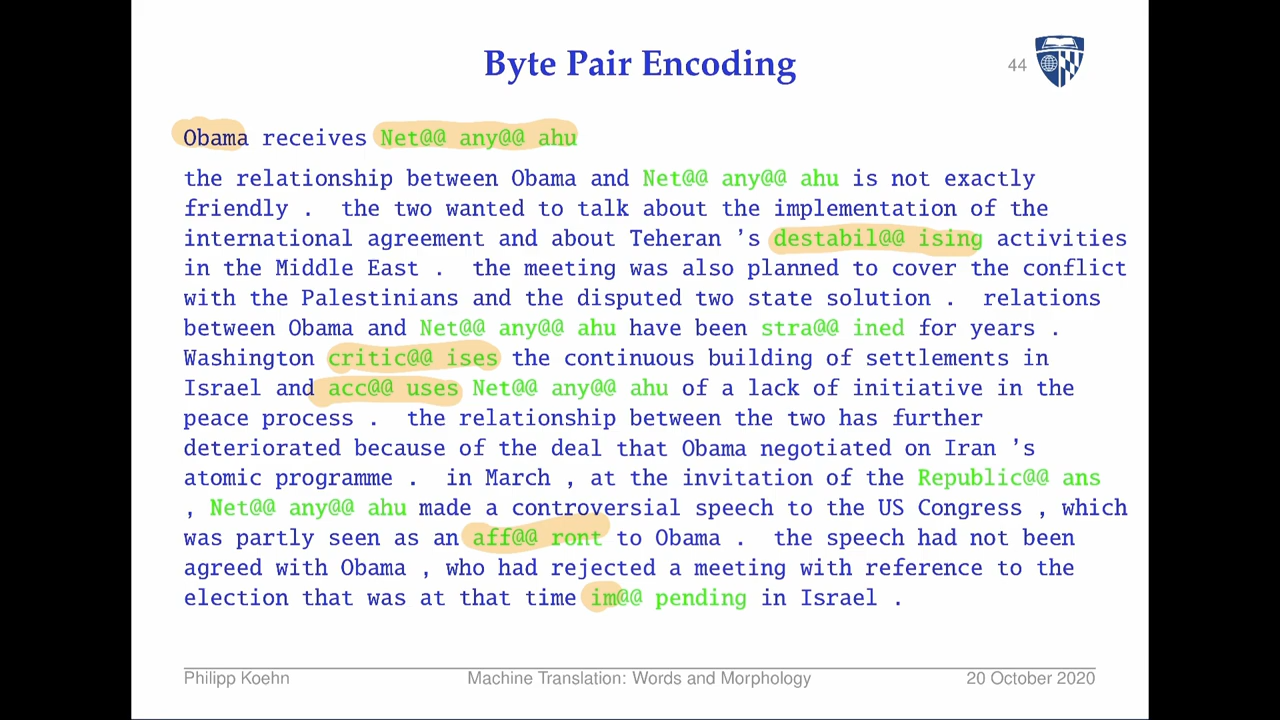 Byte Pair Encoding
44
Obama receives Net@@ any@@ ahu
the relationship between Obama and Net@@ any@@ ahu is not exactly
friendly . the two wanted to talk about the implementation of the
international agreement and about Teheran 's destabil@@ ising activities
in the Middle East . the meeting was also planned to cover the conflict
with the Palestinians and the disputed two state solution . relations
between Obama and Net@@ any@@ ahu have been stra@@ ined for years .
Washington critic@@ ises the continuous building of settlements in
Israel and acc@@ uses Net@@ any@@ ahu of a lack of initiative in the
peace process . the relationship between the two has further
deteriorated because of the deal that Obama negotiated on Iran 's
atomic programme . in March , at the invitation of the Republic@@ ans
, Net@@ any@@ ahu made a controversial speech to the US Congress , which
was partly seen as an aff@@ ront to Obama . the speech had not been
agreed with Obama , who had rejected a meeting with reference to the
election that was at that time im@@ pending in Israel .
Philipp Koehn
Machine Translation: Words and Morphology
20 October 2020